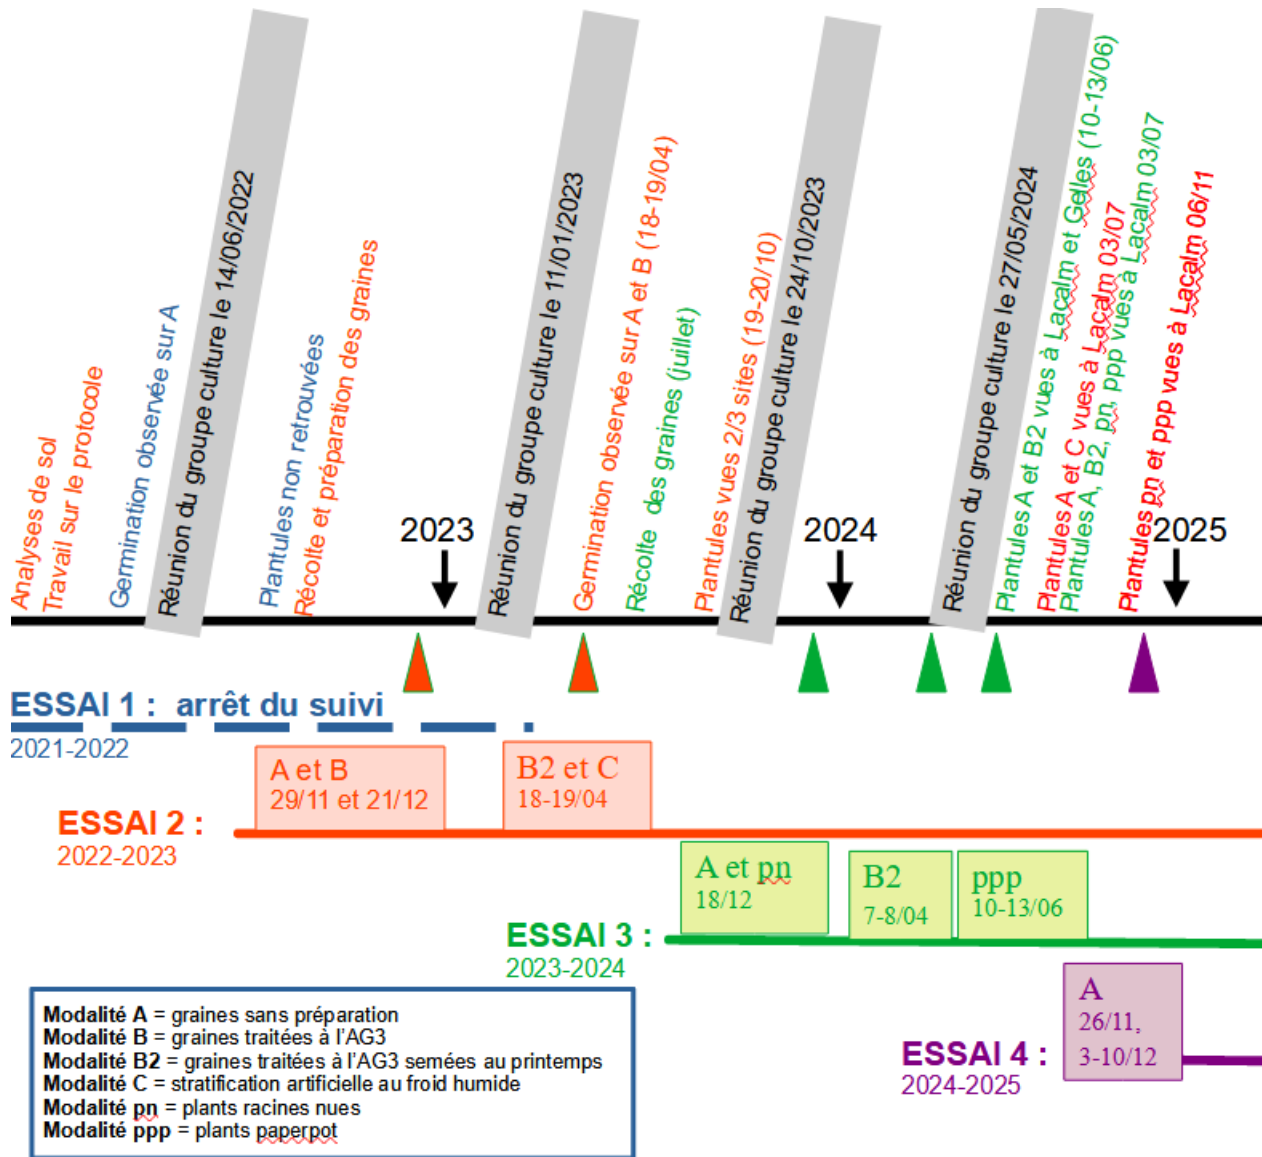 Analyses de sol
Travail sur le protocole
Germination observée sur A
Réunion du groupe culture le 14/06/2022
Plantules non retrouvées
Récolte et préparation des graines
2023
Réunion du groupe culture le 11/01/2023
Germination observée sur A et B (18-19/04)
Récolte des graines (juillet)
Plantules vues 2/3 sites (19-20/10)
Réunion du groupe culture le 24/10/2023
2024
Réunion du groupe culture le 27/05/2024
Plantules A et B2 vues à Lacalm et Gelles (10-13/06)
Plantules A et C vues à Lacalm 03/07
Plantules A, B2, pn, ppp vues à Lacalm 03/07
Plantules pn et ppp vues à Lacalm 06/11
2025
ESSAI 1 : arrêt du suivi
2021-2022
A et B
29/11 et 21/12
B2 et C
18-19/04
ESSAI 2 :
2022-2023
A et pn
18/12
B2
7-8/04
ppp
10-13/06
ESSAI 3 :
2023-2024
A
26/11,
3-10/12
ESSAI 4 :
2024-2025
Modalité A = graines sans préparation
Modalité B = graines traitées à l'AG3
Modalité B2 = graines traitées à l'AG3 semées au printemps
Modalité C = stratification artificielle au froid humide
Modalité pn = plants racines nues
Modalité ppp = plants paperpot